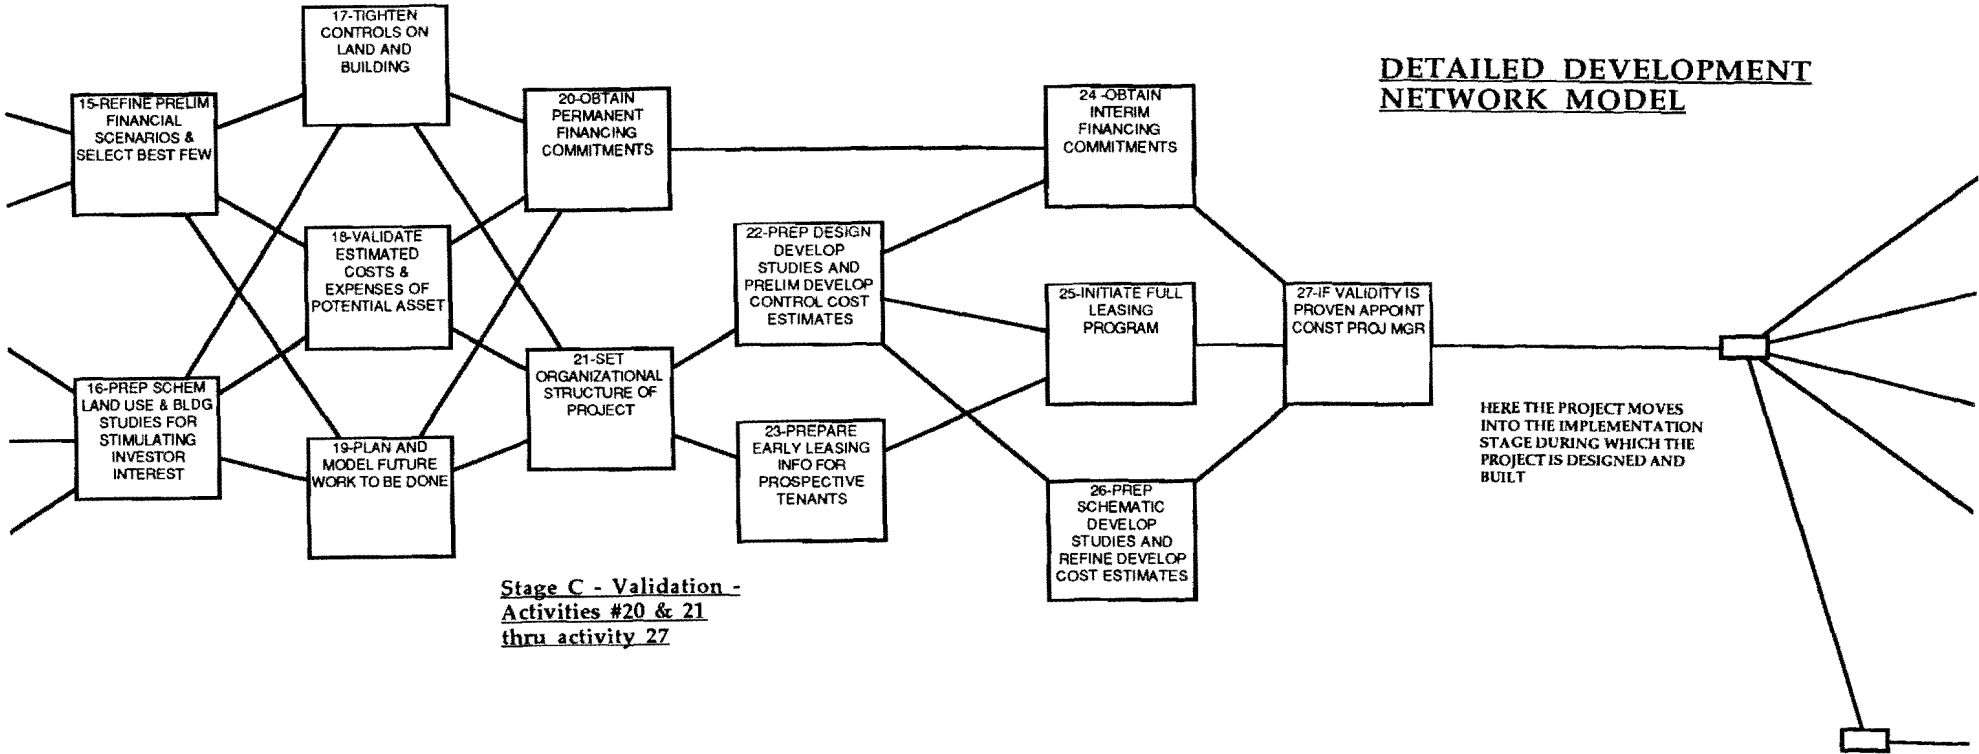 DETAILED DEVELOPMENT
NETWORK MODEL
15-REFINE PRELIM
FINANCIAL
SCENARIOS &
SELECT BEST FEW
16-PREP SCHEM
LAND USE & BLDG
STUDIES FOR
STIMULATING
INVESTOR
INTEREST
17-TIGHTEN
CONTROLS ON
LAND AND
BUILDING
18-VALIDATE
ESTIMATED
COSTS &
EXPENSES OF
POTENTIAL ASSET
19-PLAN AND
MODEL FUTURE
WORK TO BE DONE
20-OBTAIN
PERMANENT
FINANCING
COMMITMENTS
21-SET
ORGANIZATIONAL
STRUCTURE OF
PROJECT
22-PREP DESIGN
DEVELOP
STUDIES AND
PRELIM DEVELOP
CONTROL COST
ESTIMATES
23-PREPARE
EARLY LEASING
INFO FOR
PROSPECTIVE
TENANTS
24 -OBTAIN
INTERIM
FINANCING
COMMITMENTS
25-INITIATE FULL
LEASING
PROGRAM
26-PREP
SCHEMATIC
DEVELOP
STUDIES AND
REFINE DEVELOP
COST ESTIMATES
27-IF VALIDITY IS
PROVEN APPOINT
CONST PROJ MGR
HERE THE PROJECT MOVES
INTO THE IMPLEMENTATION
STAGE DURING WHICH THE
PROJECT IS DESIGNED AND
BUILT
Stage C - Validation -
Activities #20 & 21
thru activity 27